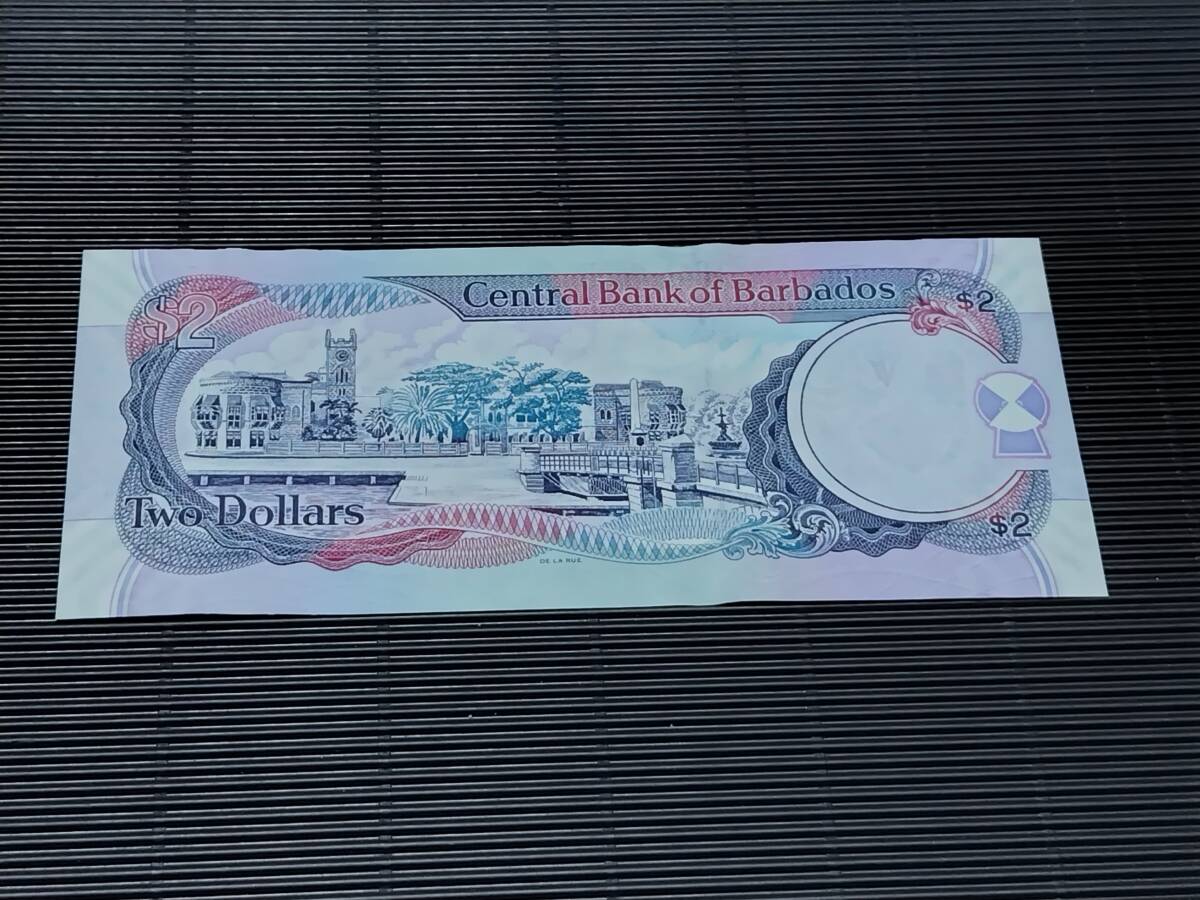 Central Bank of Barbados
$2
$2
Two Dollars
$2
DE LA RUE